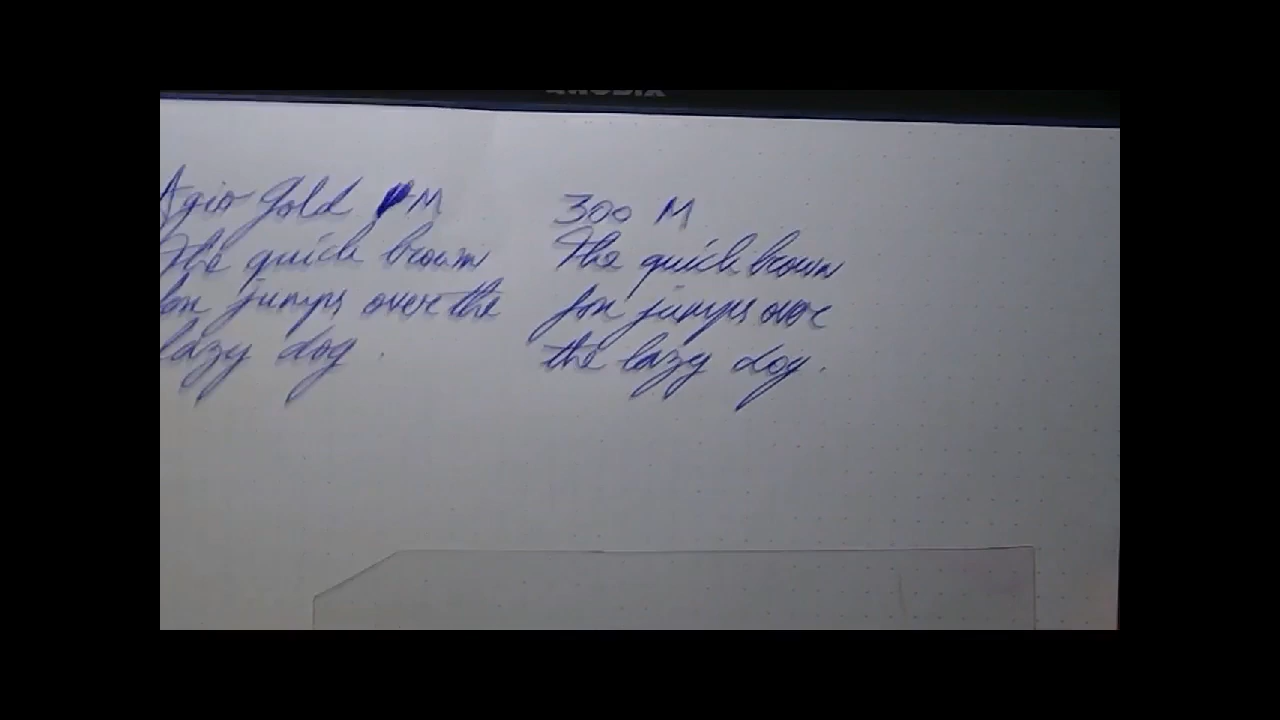 Agio Gold M
The quick brown
fox jumps over the
lazy dog.
300 M
The quick brown
fox jumps over
the lazy dog.